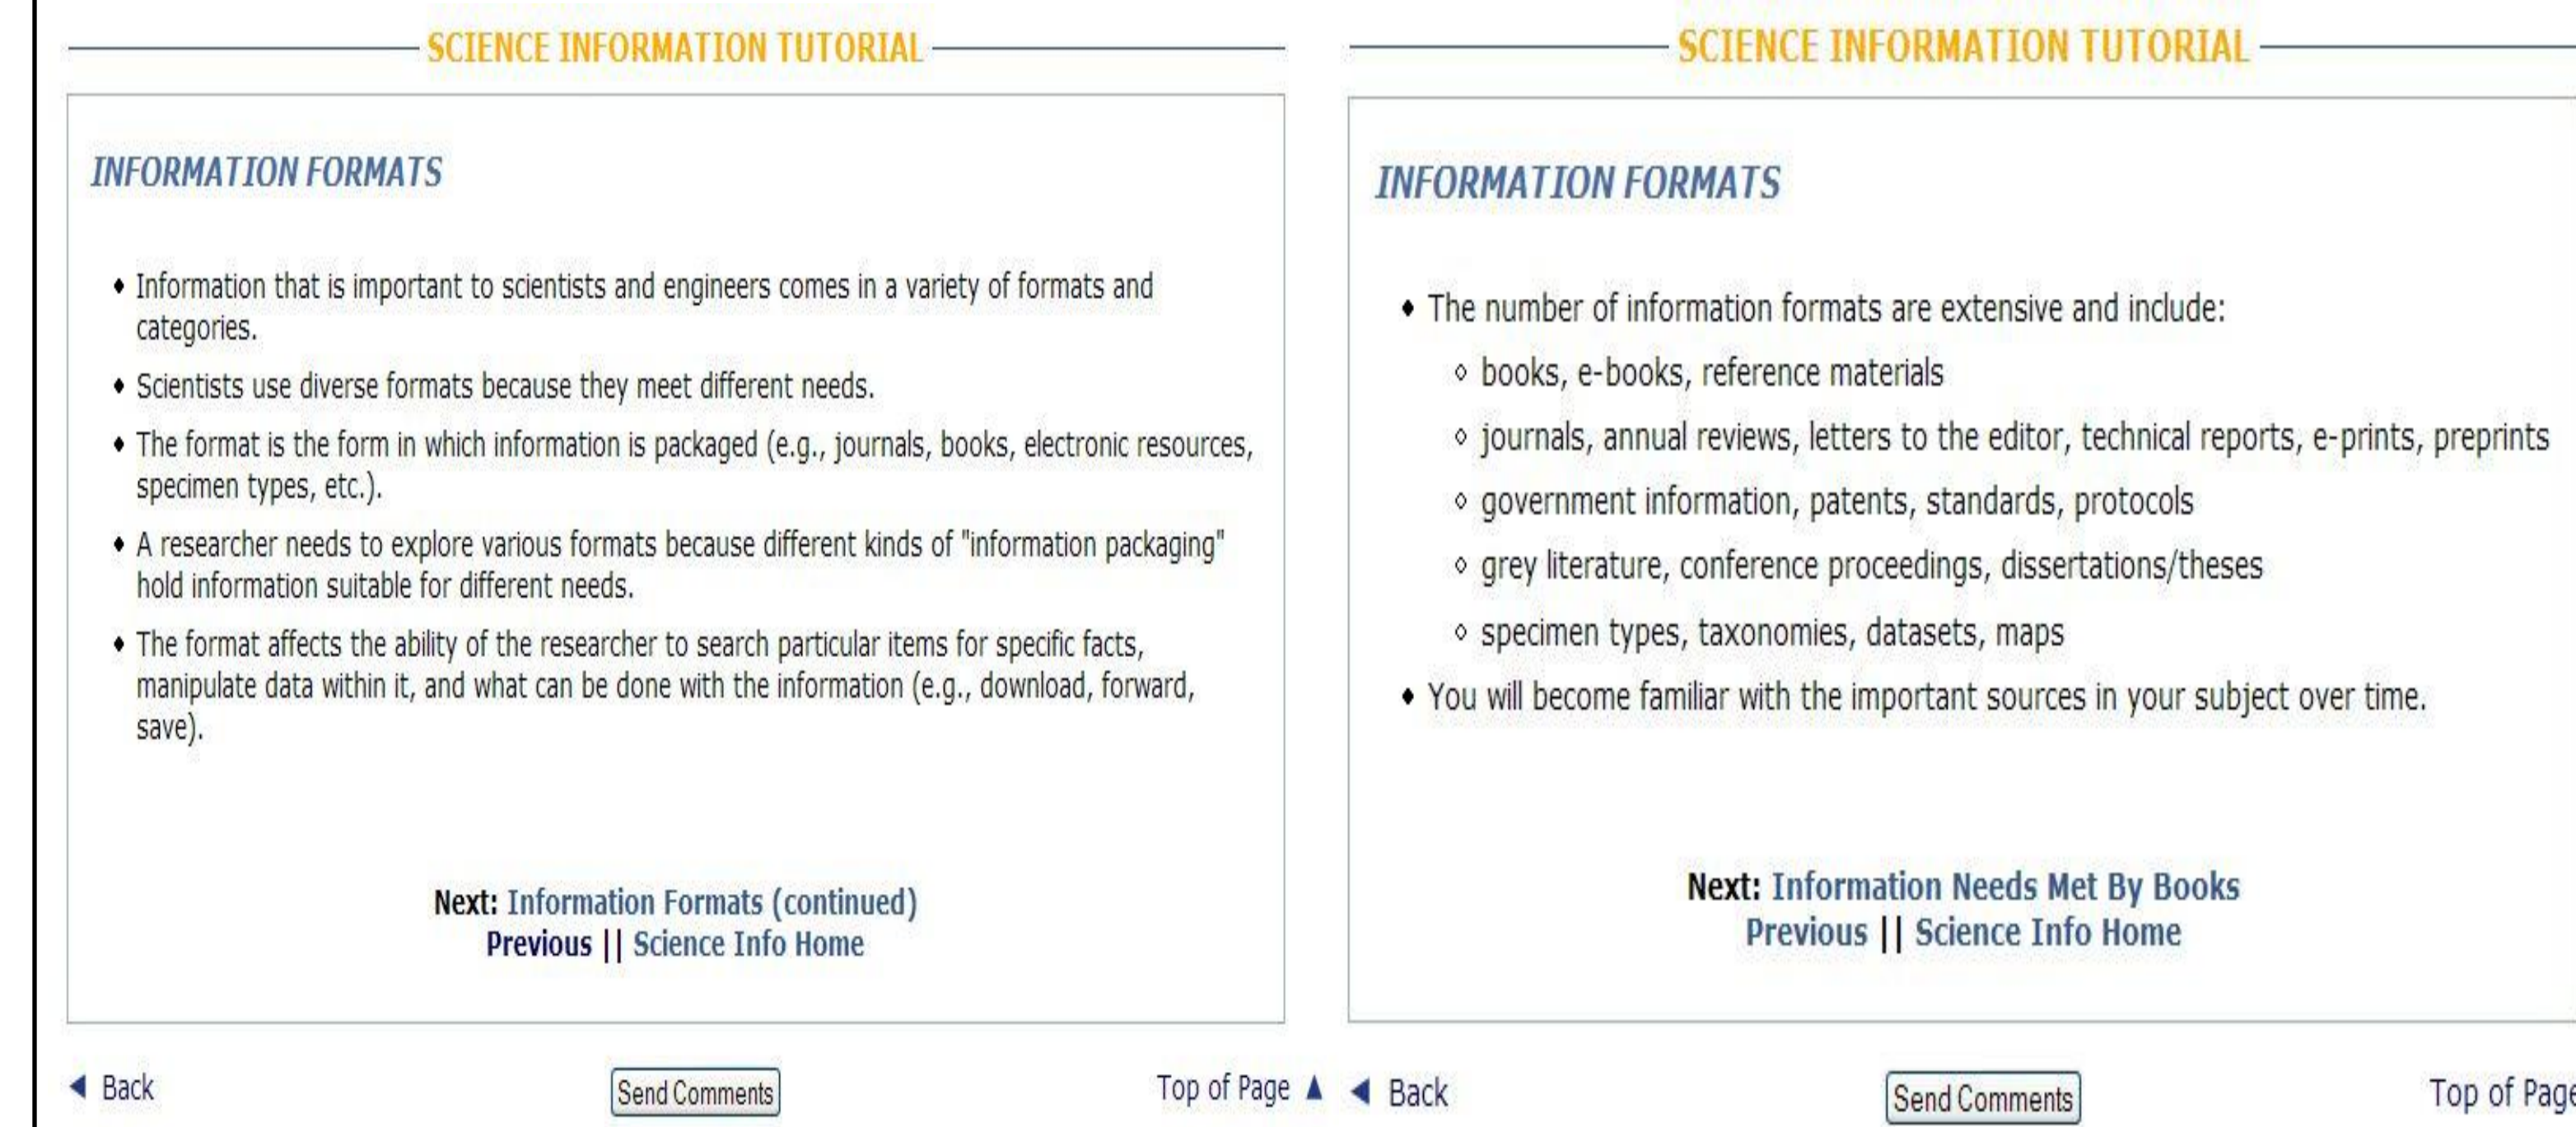 SCIENCE INFORMATION TUTORIAL
INFORMATION FORMATS
Information that is important to scientists and engineers comes in a variety of formats and
categories.
Scientists use diverse formats because they meet different needs.
The format is the form in which information is packaged (e.g., journals, books, electronic resources,
specimen types, etc.).
A researcher needs to explore various formats because different kinds of "information packaging"
hold information suitable for different needs.
The format affects the ability of the researcher to search particular items for specific facts,
manipulate data within it, and what can be done with the information (e.g., download, forward,
save).
Next: Information Formats (continued)
Previous || Science Info Home
Back
Send Comments
Top of Page
SCIENCE INFORMATION TUTORIAL
INFORMATION FORMATS
The number of information formats are extensive and include:
books, e-books, reference materials
journals, annual reviews, letters to the editor, technical reports, e-prints, preprints
government information, patents, standards, protocols
grey literature, conference proceedings, dissertations/theses
specimen types, taxonomies, datasets, maps
You will become familiar with the important sources in your subject over time.
Next: Information Needs Met By Books
Previous || Science Info Home
Back
Send Comments
Top of Page